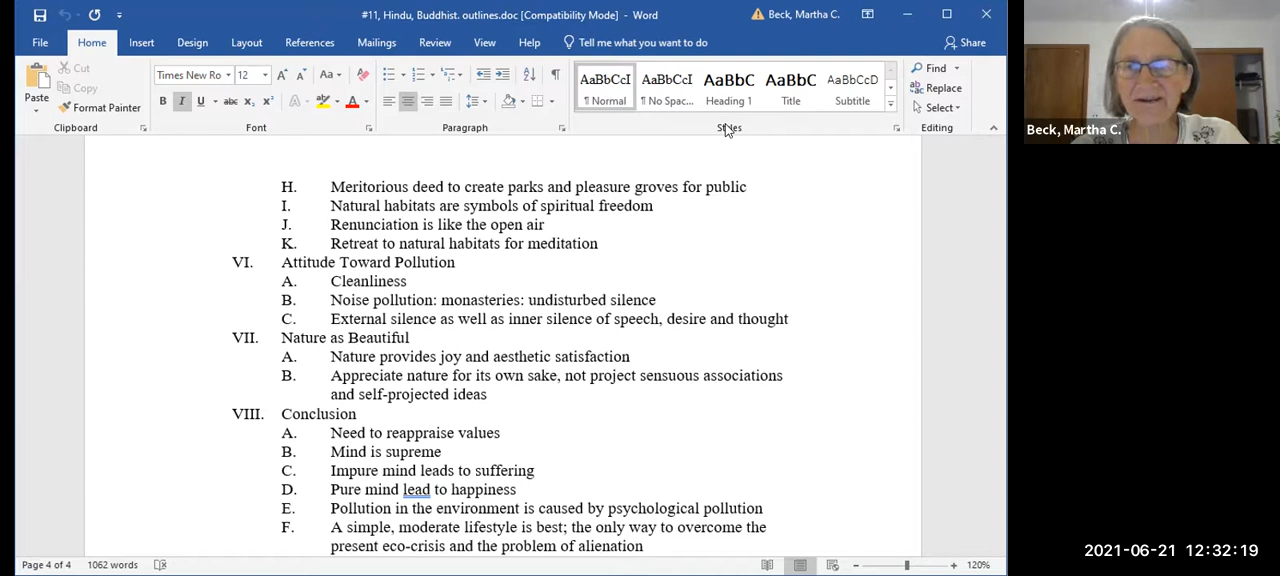 #11, Hindu, Buddhist. outlines.doc [Compatibility Mode] - Word
Beck, Martha C.
File Home Insert Design Layout References Mailings Review View Help Tell me what you want to do Share
Paste
Cut
Copy
Format Painter
Clipboard
Times New Ro 12
Font
Paragraph
AaBbCcI AaBbCcI AaBbC AaBbC AaBbCcD
¶ Normal ¶ No Spac... Heading 1 Title Subtitle
Styles
Find
Replace
Select
Editing
Beck, Martha C.
H. Meritorious deed to create parks and pleasure groves for public
I. Natural habitats are symbols of spiritual freedom
J. Renunciation is like the open air
K. Retreat to natural habitats for meditation
VI. Attitude Toward Pollution
A. Cleanliness
B. Noise pollution: monasteries: undisturbed silence
C. External silence as well as inner silence of speech, desire and thought
VII. Nature as Beautiful
A. Nature provides joy and aesthetic satisfaction
B. Appreciate nature for its own sake, not project sensuous associations
and self-projected ideas
VIII. Conclusion
A. Need to reappraise values
B. Mind is supreme
C. Impure mind leads to suffering
D. Pure mind lead to happiness
E. Pollution in the environment is caused by psychological pollution
F. A simple, moderate lifestyle is best; the only way to overcome the
present eco-crisis and the problem of alienation
Page 4 of 4 1062 words 120%
2021-06-21 12:32:19